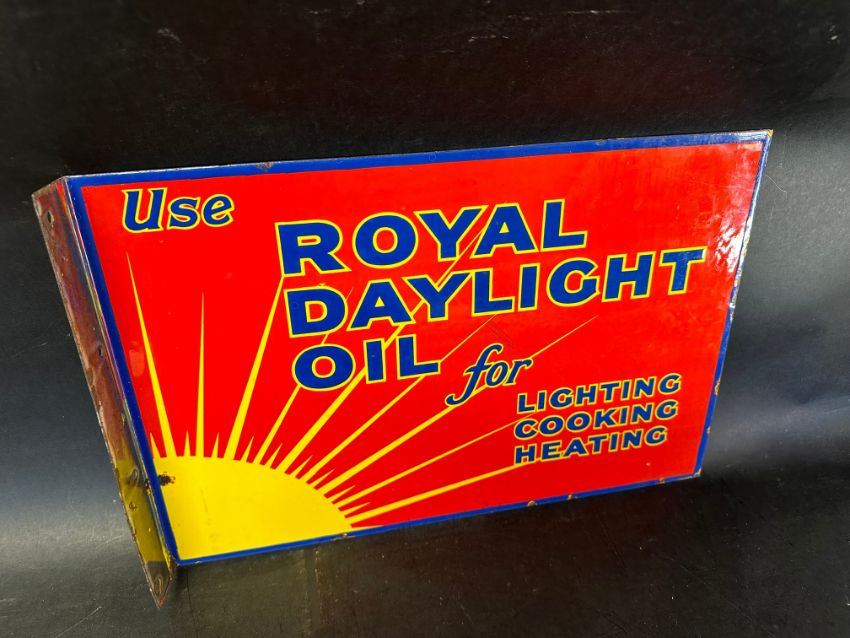 Use
ROYAL
DAYLIGHT
OIL for
LIGHTING
COOKING
HEATING